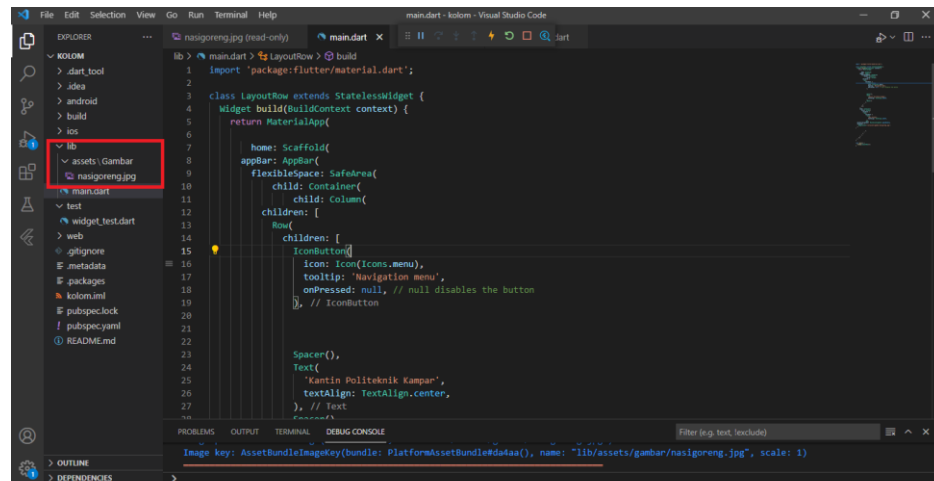 File Edit Selection View Go Run Terminal Help
main.dart - kolom - Visual Studio Code
EXPLORER
nasigoreng.jpg (read-only)
main.dart
dart
KOLOM
.dart_tool
.idea
android
build
ios
lib
assets \ Gambar
nasigoreng.jpg
main.dart
test
widget_test.dart
web
.gitignore
.metadata
.packages
kolom.iml
pubspec.lock
pubspec.yaml
README.md
OUTLINE
DEPENDENCIES
1
1
lib > main.dart > LayoutRow > build
1 import 'package:flutter/material.dart';
2
3 class LayoutRow extends StatelessWidget {
4 Widget build(BuildContext context) {
5 return MaterialApp(
6
7 home: Scaffold(
8 appBar: AppBar(
9 flexibleSpace: SafeArea(
10 child: Container(
11 child: Column(
12 children: [
13 Row(
14 children: [
15 IconButton(
16 icon: Icon(Icons.menu),
17 tooltip: 'Navigation menu',
18 onPressed: null, // null disables the button
19 ), // IconButton
20
21
22
23 Spacer(),
24 Text(
25 'Kantin Politeknik Kampar',
26 textAlign: TextAlign.center,
27 ), // Text
PROBLEMS OUTPUT TERMINAL DEBUG CONSOLE
Filter (e.g. text, !exclude)
Image key: AssetBundleImageKey(bundle: PlatformAssetBundle#da4aa(), name: "lib/assets/gambar/nasigoreng.jpg", scale: 1)